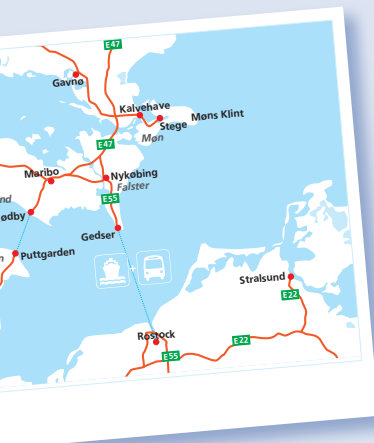 E47
Gavnø
Kalvehave
Møns Klint
Stege
Møn
E47
Maribo
Nykøbing
Falster
nd
E55
ødby
Gedser
n
Puttgarden
+
Stralsund
E22
Rostock
E22
E55